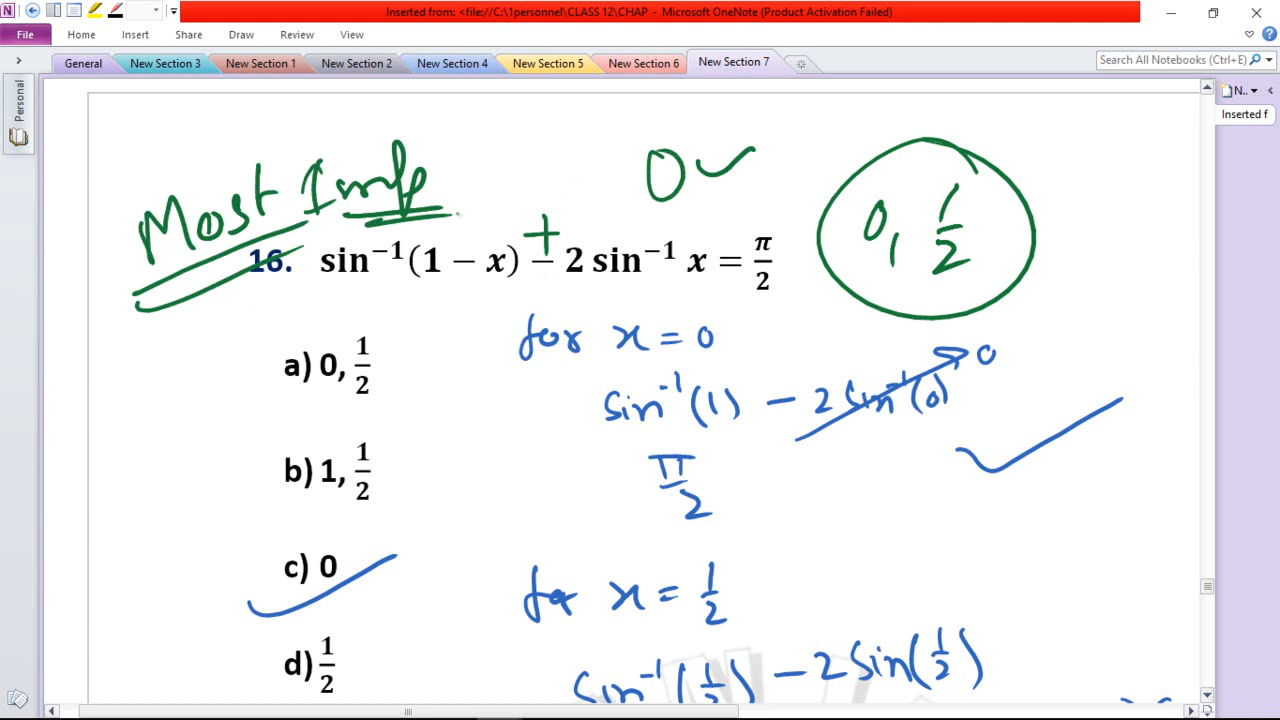 Inserted from: <file://C:\1personnel\CLASS 12\CHAP - Microsoft OneNote (Product Activation Failed)
File Home Insert Share Draw Review View
General New Section 3 New Section 1 New Section 2 New Section 4 New Section 5 New Section 6 New Section 7 Search All Notebooks (Ctrl+E)
Personal
N..
Inserted f
Most Imp
0 ✓
0, 1/2
16. sin⁻¹(1 − x) − 2 sin⁻¹ x = π/2
+
for x = 0
a) 0, 1/2
sin⁻¹(1) − 2 sin⁻¹(0) 0
b) 1, 1/2
π/2
c) 0
for x = 1/2
d) 1/2
sin⁻¹(1/2) − 2 sin(1/2)